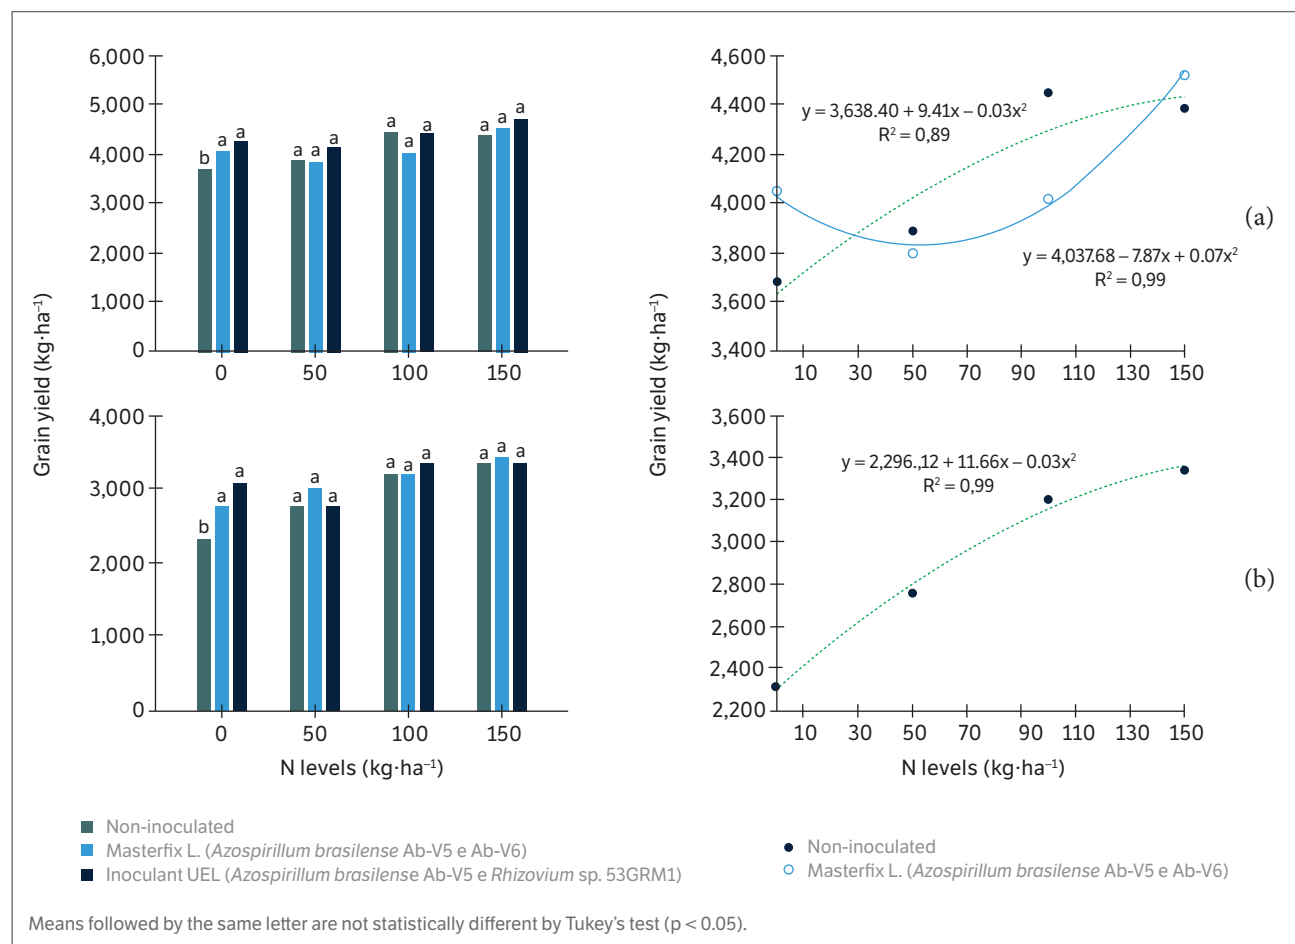 Grain yield (kg·ha⁻¹)
6,000
5,000
4,000
3,000
2,000
1,000
0
b a a
a a a
a a a
a a a
0 50 100 150
4,000
3,000
2,000
1,000
0
b a a
a a a
a a a
a a a
0 50 100 150
N levels (kg·ha⁻¹)
Non-inoculated
Masterfix L. (Azospirillum brasilense Ab-V5 e Ab-V6)
Inoculant UEL (Azospirillum brasilense Ab-V5 e Rhizovium sp. 53GRM1)
Grain yield (kg·ha⁻¹)
4,600
4,400
4,200
4,000
3,800
3,600
3,400
y = 3,638.40 + 9.41x – 0.03x²
R² = 0,89
y = 4,037.68 – 7.87x + 0.07x²
R² = 0,99
10 30 50 70 90 110 130 150
(a)
3,600
3,400
3,200
3,000
2,800
2,600
2,400
2,200
y = 2,296.,12 + 11.66x – 0.03x²
R² = 0,99
10 30 50 70 90 110 130 150
(b)
N levels (kg·ha⁻¹)
Non-inoculated
Masterfix L. (Azospirillum brasilense Ab-V5 e Ab-V6)
Means followed by the same letter are not statistically different by Tukey’s test (p < 0.05).